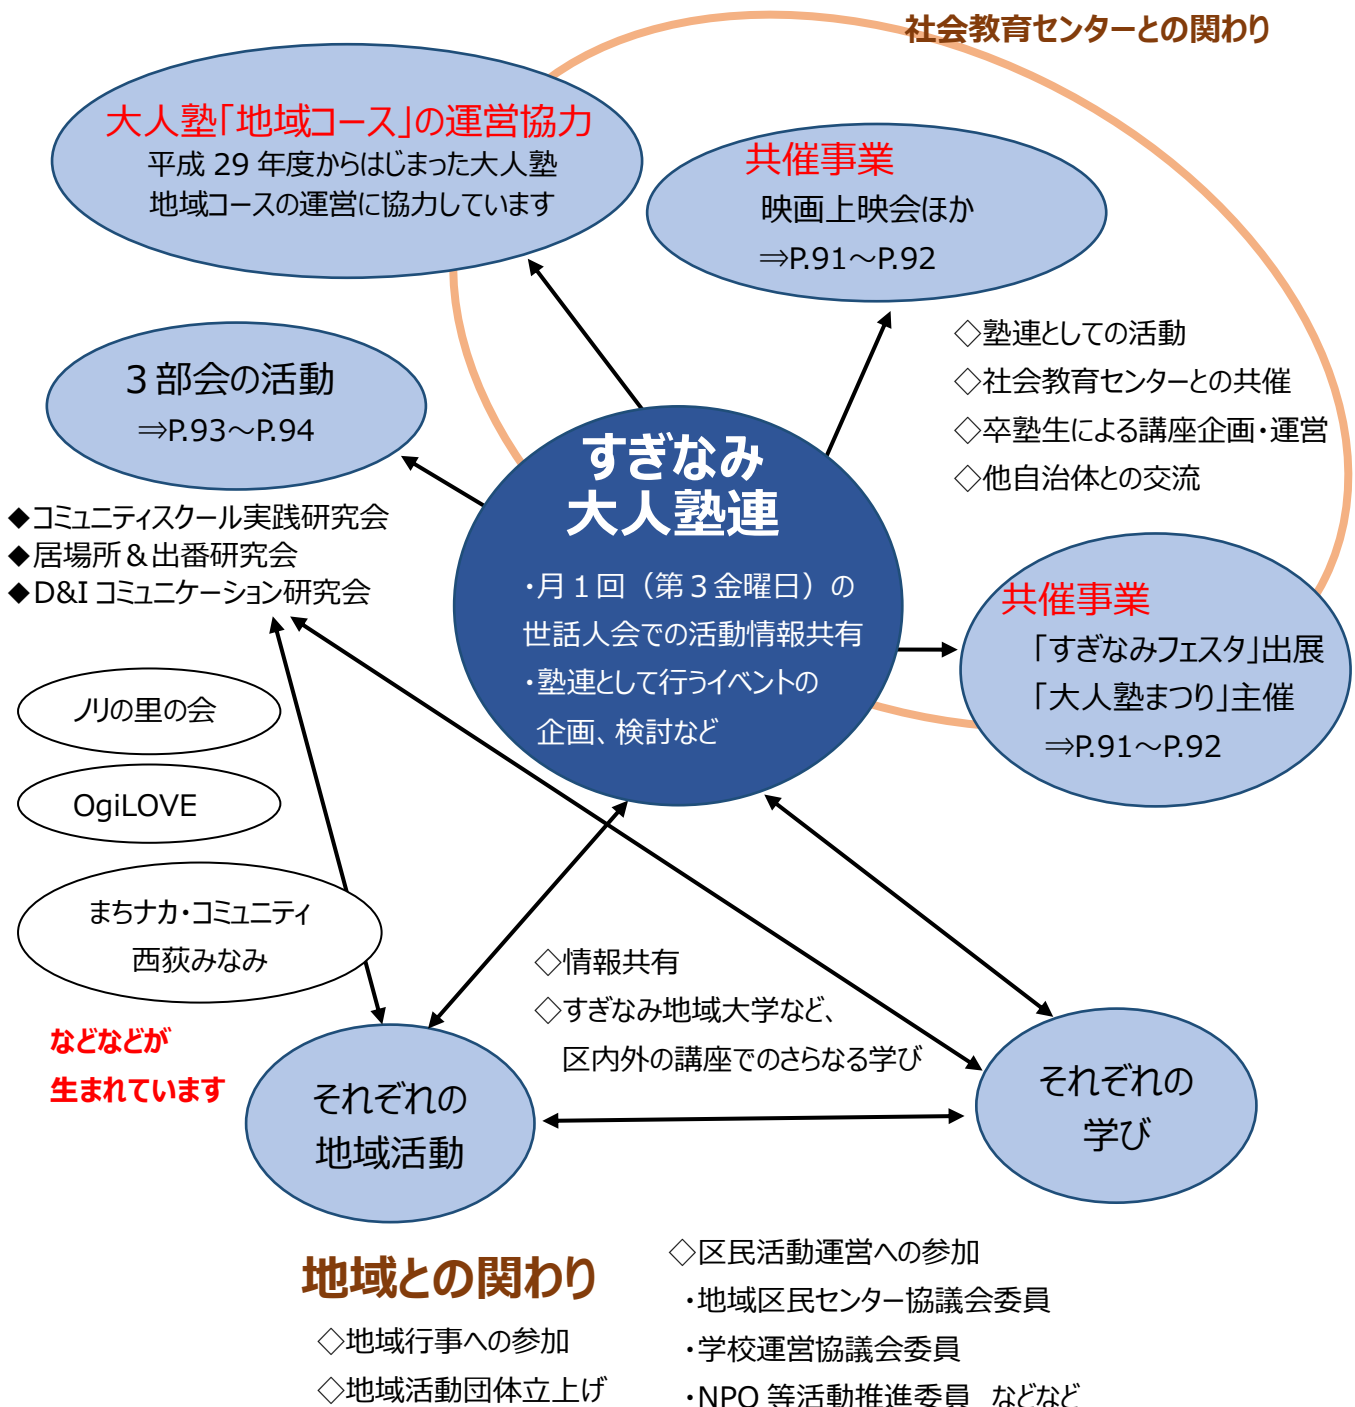 社会教育センターとの関わり
大人塾「地域コース」の運営協力
平成 29 年度からはじまった大人塾
地域コースの運営に協力しています
共催事業
映画上映会ほか
⇒P.91～P.92
◇塾連としての活動
◇社会教育センターとの共催
◇卒塾生による講座企画・運営
◇他自治体との交流
３部会の活動
⇒P.93～P.94
◆コミュニティスクール実践研究会
◆居場所＆出番研究会
◆D&I コミュニケーション研究会
すぎなみ
大人塾連
・月１回（第３金曜日）の
世話人会での活動情報共有
・塾連として行うイベントの
企画、検討など
共催事業
「すぎなみフェスタ」出展
「大人塾まつり」主催
⇒P.91～P.92
ノリの里の会
OgiLOVE
まちナカ・コミュニティ
西荻みなみ
などなどが
生まれています
◇情報共有
◇すぎなみ地域大学など、
区内外の講座でのさらなる学び
それぞれの
地域活動
それぞれの
学び
地域との関わり
◇地域行事への参加
◇地域活動団体立上げ
◇区民活動運営への参加
・地域区民センター協議会委員
・学校運営協議会委員
・NPO 等活動推進委員　などなど